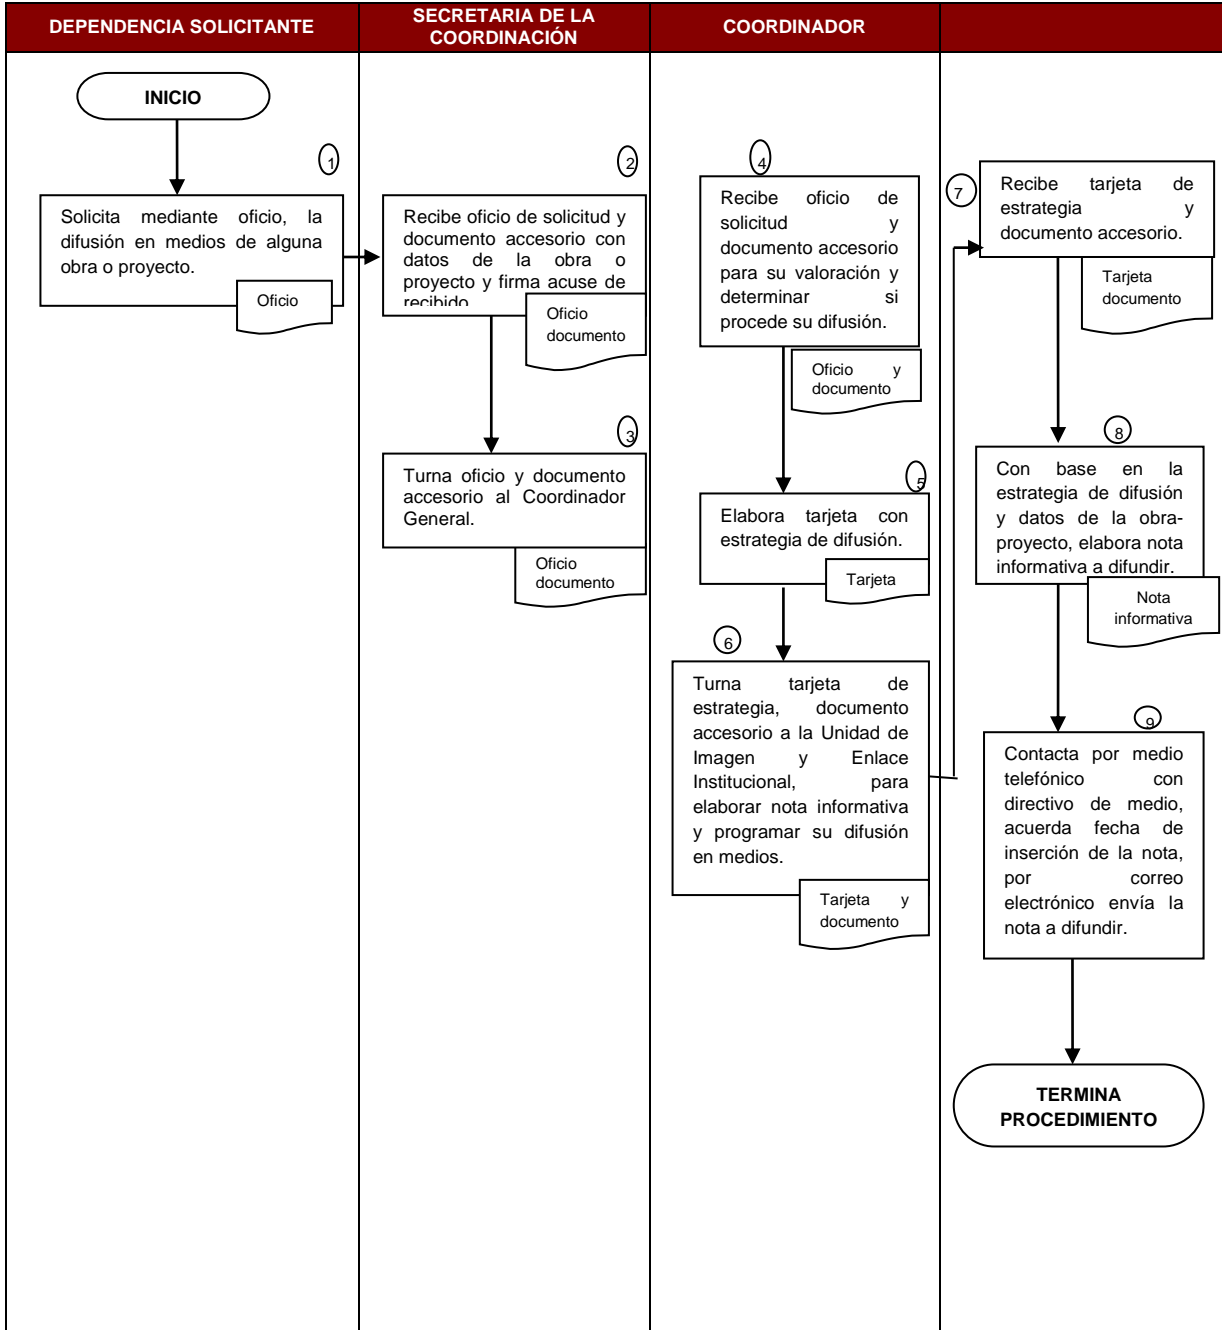 DEPENDENCIA SOLICITANTE
SECRETARIA DE LA
COORDINACIÓN
COORDINADOR
INICIO
1
Solicita mediante oficio, la
difusión en medios de alguna
obra o proyecto.
Oficio
2
Recibe oficio de solicitud y
documento accesorio con
datos de la obra o
proyecto y firma acuse de
recibido
Oficio
documento
3
Turna oficio y documento
accesorio al Coordinador
General.
Oficio
documento
4
Recibe oficio de
solicitud y
documento accesorio
para su valoración y
determinar si
procede su difusión.
Oficio y
documento
5
Elabora tarjeta con
estrategia de difusión.
Tarjeta
6
Turna tarjeta de
estrategia, documento
accesorio a la Unidad de
Imagen y Enlace
Institucional, para
elaborar nota informativa
y programar su difusión
en medios.
Tarjeta y
documento
7
Recibe tarjeta de
estrategia y
documento accesorio.
Tarjeta
documento
8
Con base en la
estrategia de difusión
y datos de la obra-
proyecto, elabora nota
informativa a difundir.
Nota
informativa
9
Contacta por medio
telefónico con
directivo de medio,
acuerda fecha de
inserción de la nota,
por correo
electrónico envía la
nota a difundir.
TERMINA
PROCEDIMIENTO